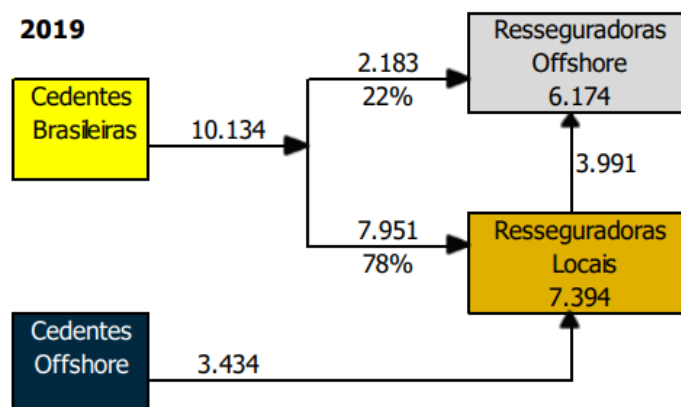 2019
Cedentes
Brasileiras
10.134
2.183
22%
Resseguradoras
Offshore
6.174
3.991
7.951
78%
Resseguradoras
Locais
7.394
Cedentes
Offshore
3.434